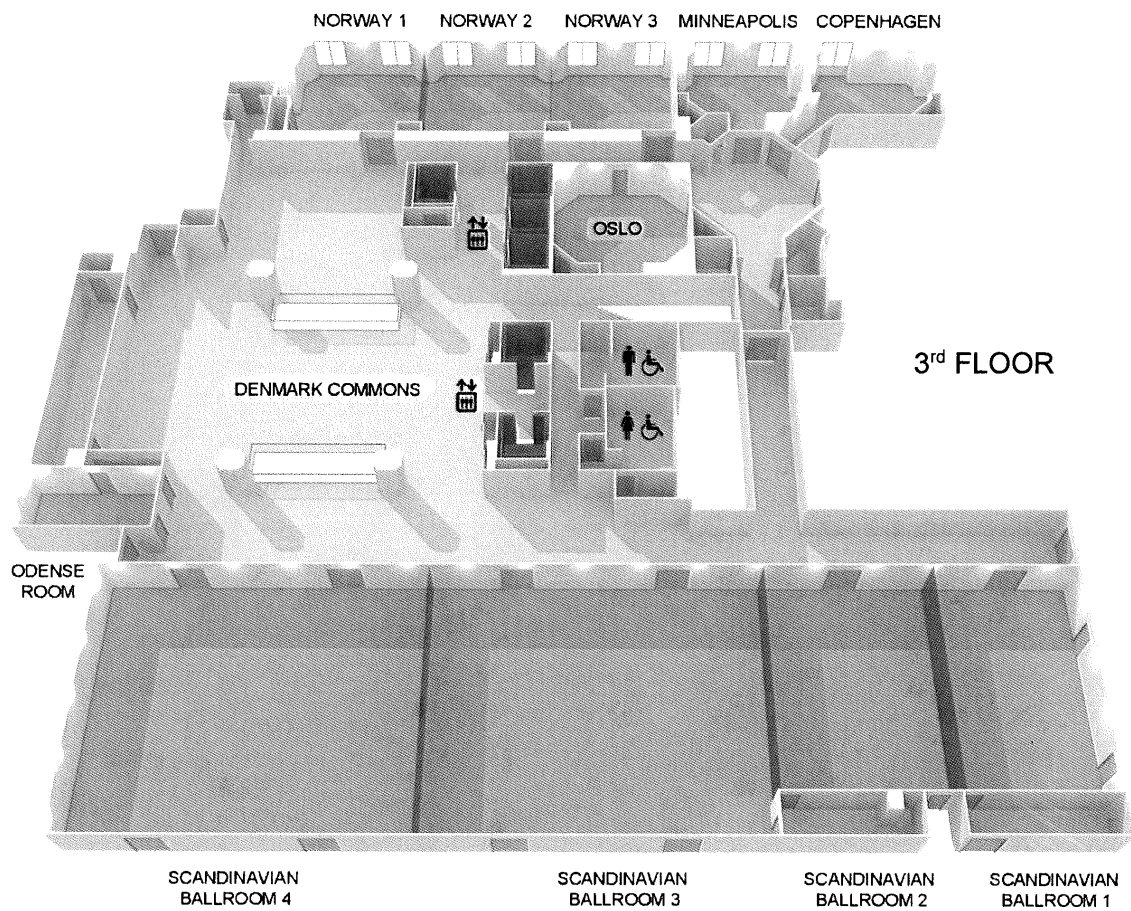 NORWAY 1
NORWAY 2
NORWAY 3
MINNEAPOLIS
COPENHAGEN
OSLO
3rd FLOOR
DENMARK COMMONS
ODENSE
ROOM
SCANDINAVIAN
BALLROOM 4
SCANDINAVIAN
BALLROOM 3
SCANDINAVIAN
BALLROOM 2
SCANDINAVIAN
BALLROOM 1